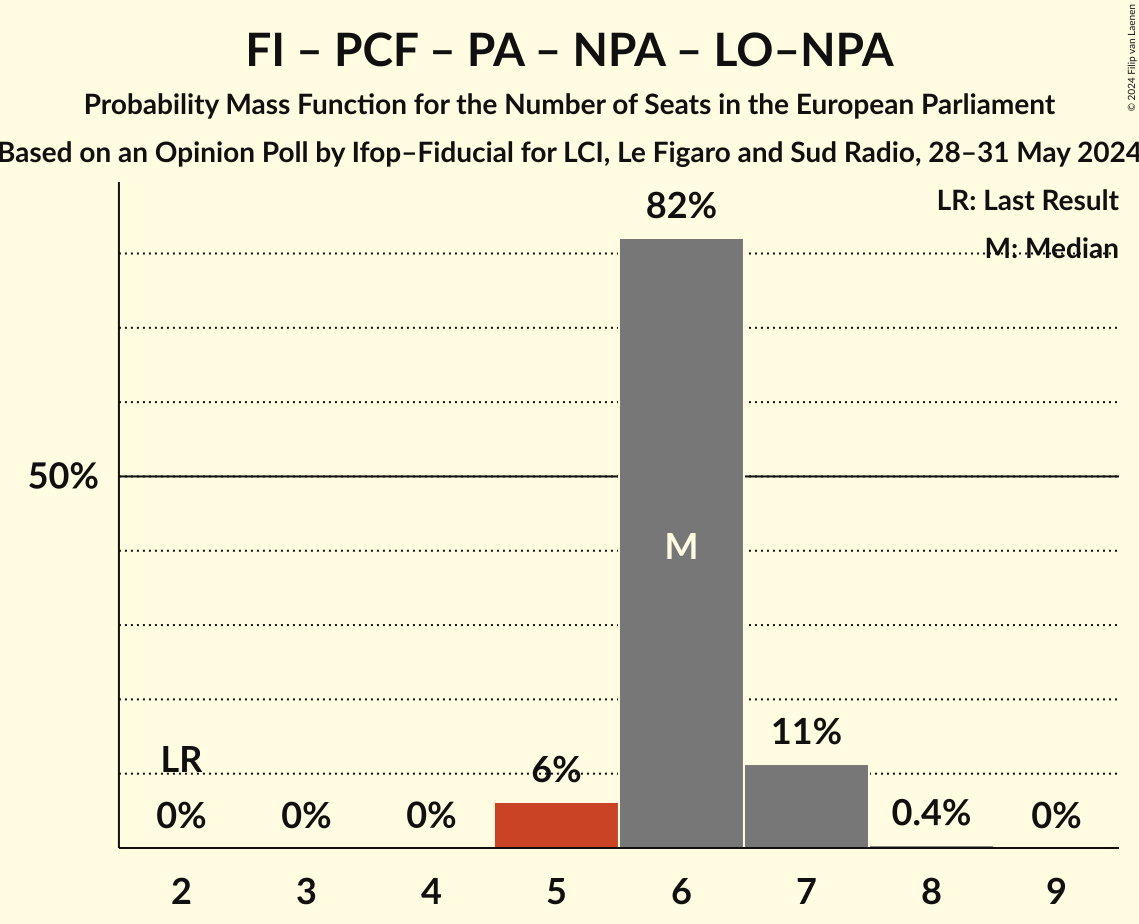 FI – PCF – PA – NPA – LO–NPA
Probability Mass Function for the Number of Seats in the European Parliament
Based on an Opinion Poll by Ifop–Fiducial for LCI, Le Figaro and Sud Radio, 28–31 May 2024
© 2024 Filip van Laenen
LR: Last Result
M: Median
82%
50%
M
11%
LR
6%
0% 0% 0% 0.4% 0%
2 3 4 5 6 7 8 9